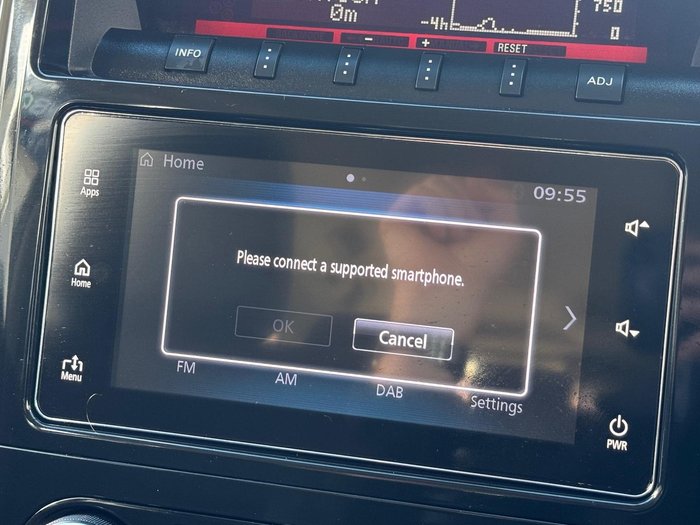 0m
-4h
750
0
RESET
INFO
ADJ
Home
09:55
Apps
Please connect a supported smartphone.
Home
OK
Cancel
Menu
FM
AM
DAB
Settings
PWR